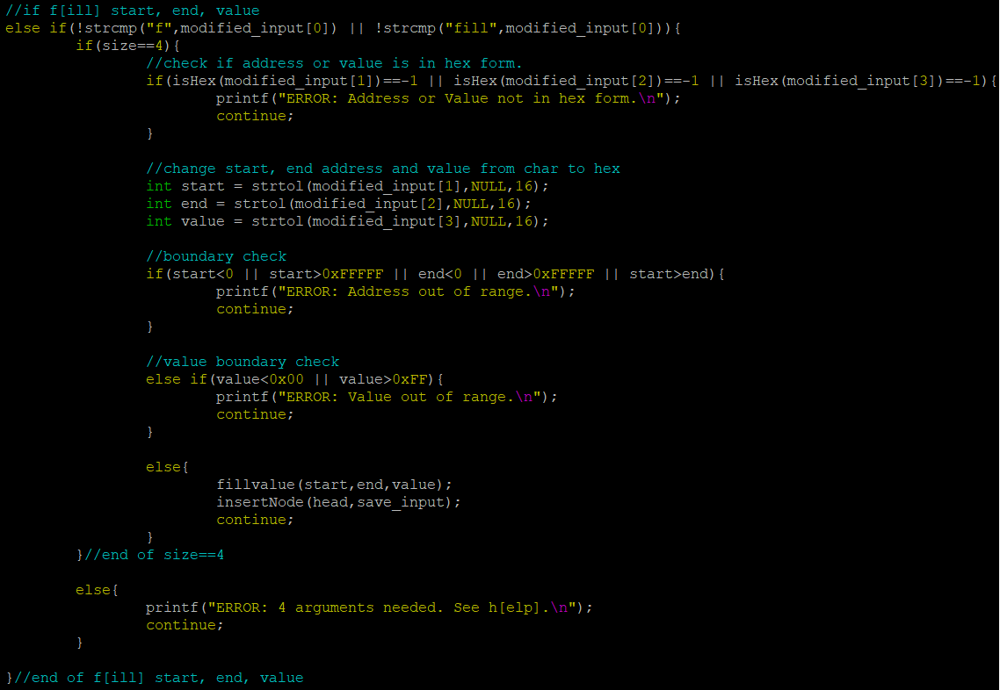 //if f[ill] start, end, value
else if(!strcmp("f",modified_input[0]) || !strcmp("fill",modified_input[0])){
if(size==4){
//check if address or value is in hex form.
if(isHex(modified_input[1])==-1 || isHex(modified_input[2])==-1 || isHex(modified_input[3])==-1){
printf("ERROR: Address or Value not in hex form.\n");
continue;
}
//change start, end address and value from char to hex
int start = strtol(modified_input[1],NULL,16);
int end = strtol(modified_input[2],NULL,16);
int value = strtol(modified_input[3],NULL,16);
//boundary check
if(start<0 || start>0xFFFFF || end<0 || end>0xFFFFF || start>end){
printf("ERROR: Address out of range.\n");
continue;
}
//value boundary check
else if(value<0x00 || value>0xFF){
printf("ERROR: Value out of range.\n");
continue;
}
else{
fillvalue(start,end,value);
insertNode(head,save_input);
continue;
}
}//end of size==4
else{
printf("ERROR: 4 arguments needed. See h[elp].\n");
continue;
}
}//end of f[ill] start, end, value